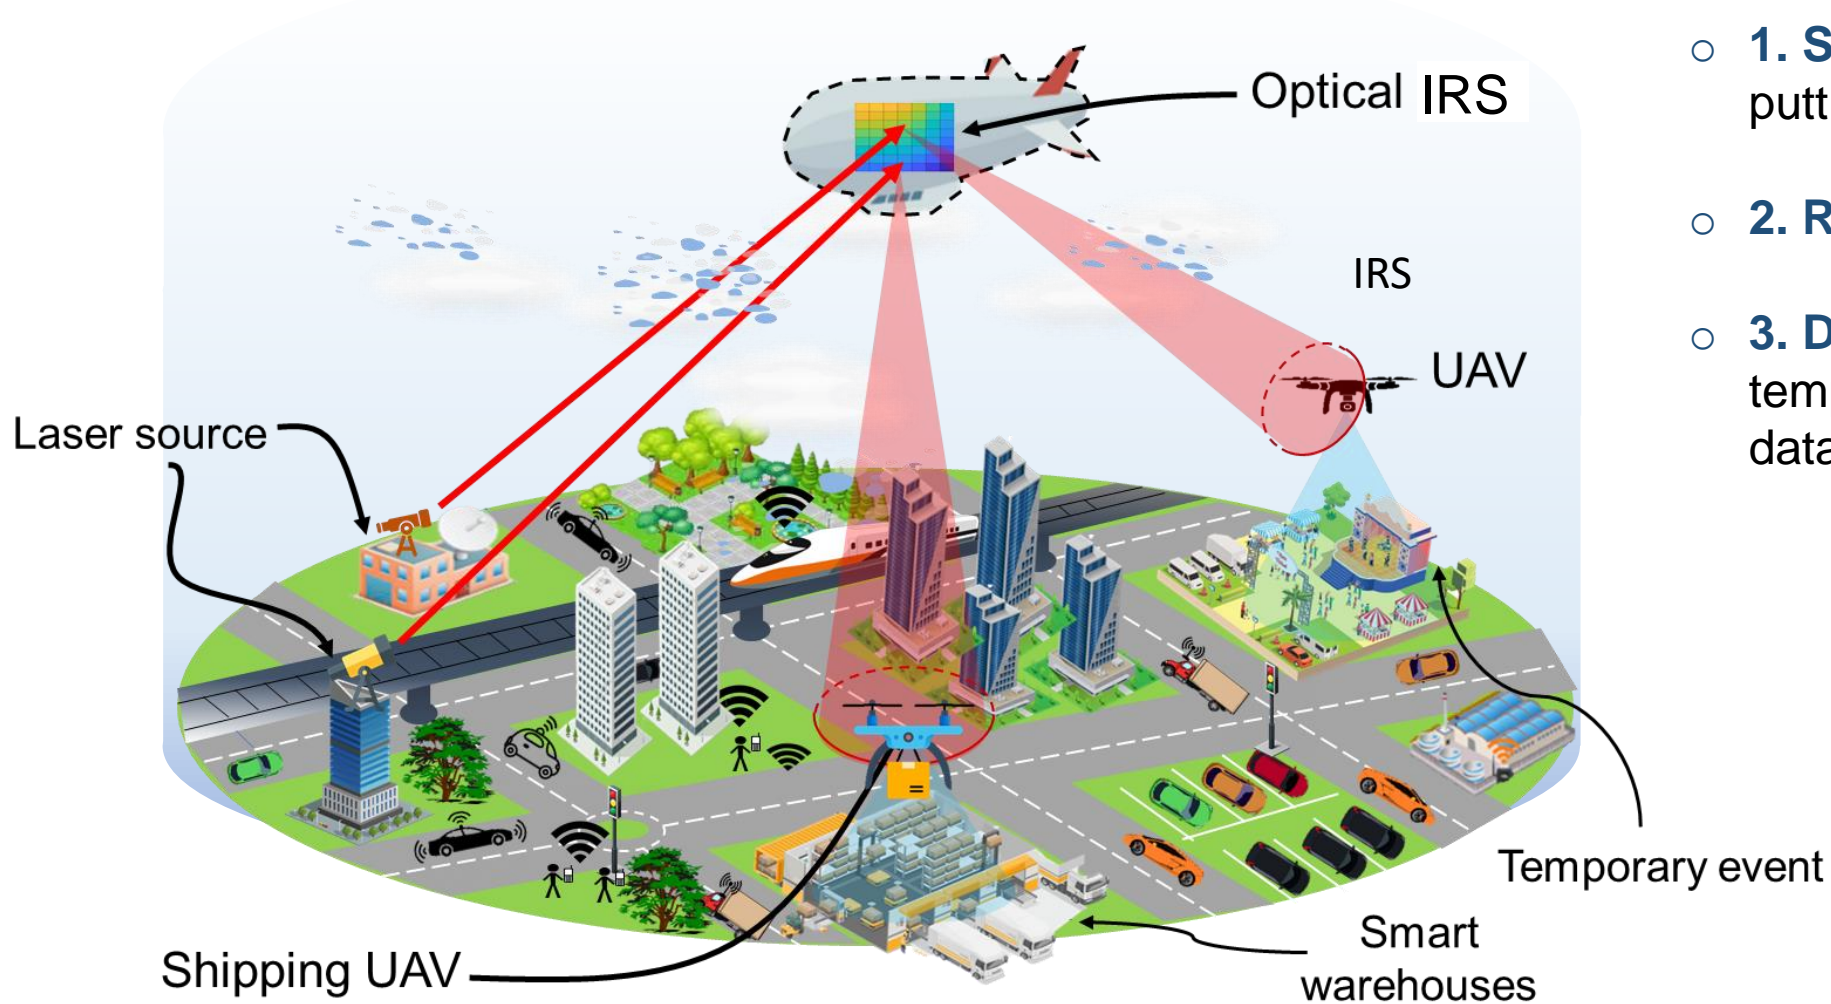 Optical IRS
IRS
UAV
Laser source
Temporary event
Smart
warehouses
Shipping UAV
1. S
putt
2. R
3. D
tem
data